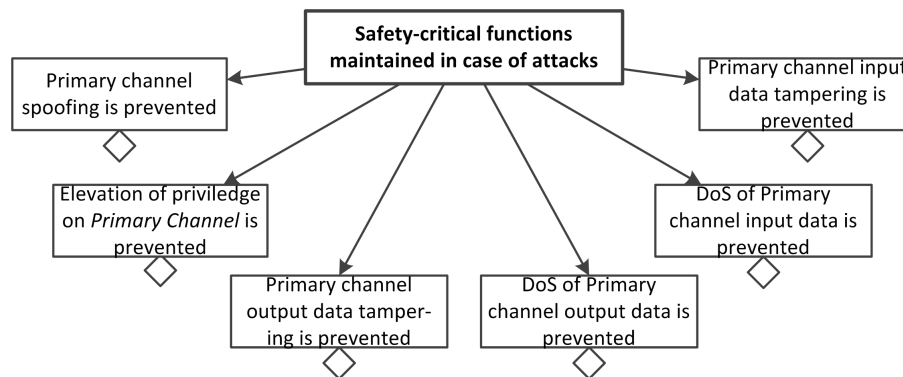 Safety-critical functions
maintained in case of attacks
Primary channel
spoofing is prevented
Primary channel input
data tampering is
prevented
Elevation of priviledge
on Primary Channel is
prevented
DoS of Primary
channel input data is
prevented
Primary channel
output data tamper-
ing is prevented
DoS of Primary
channel output data is
prevented